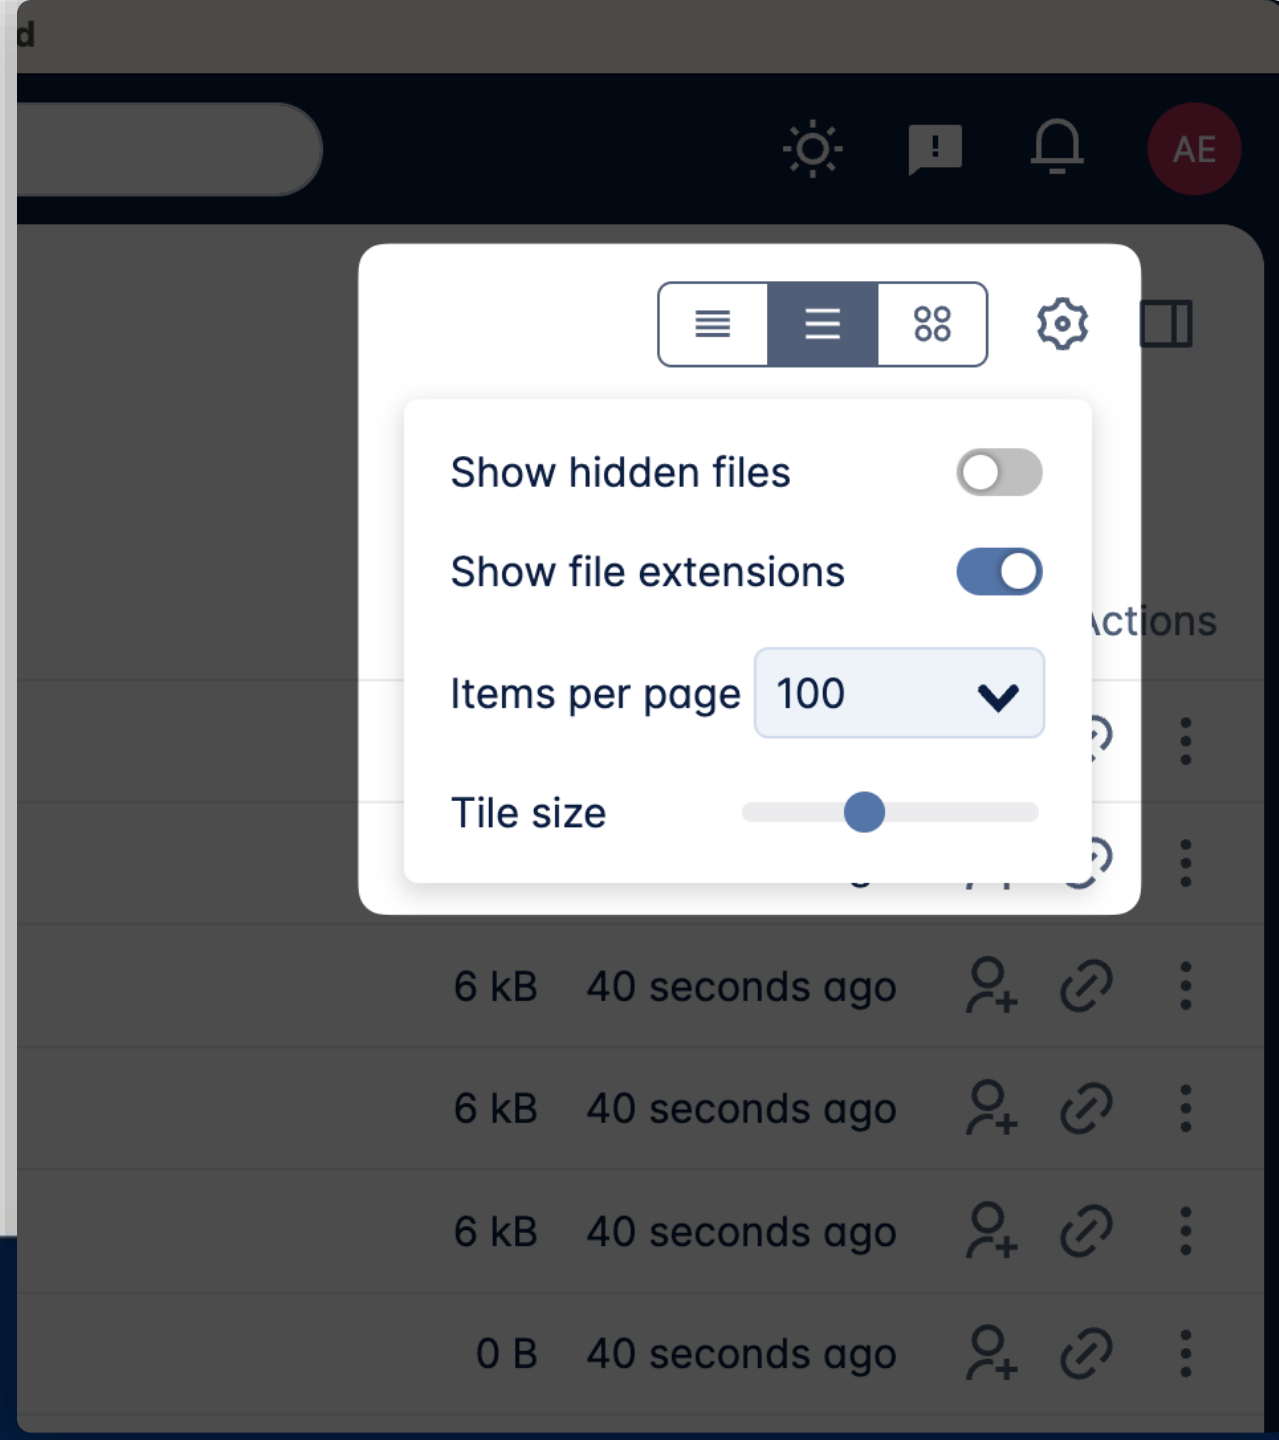 d
AE
Show hidden files
Show file extensions
Actions
Items per page 100
Tile size
6 kB 40 seconds ago
6 kB 40 seconds ago
6 kB 40 seconds ago
0 B 40 seconds ago